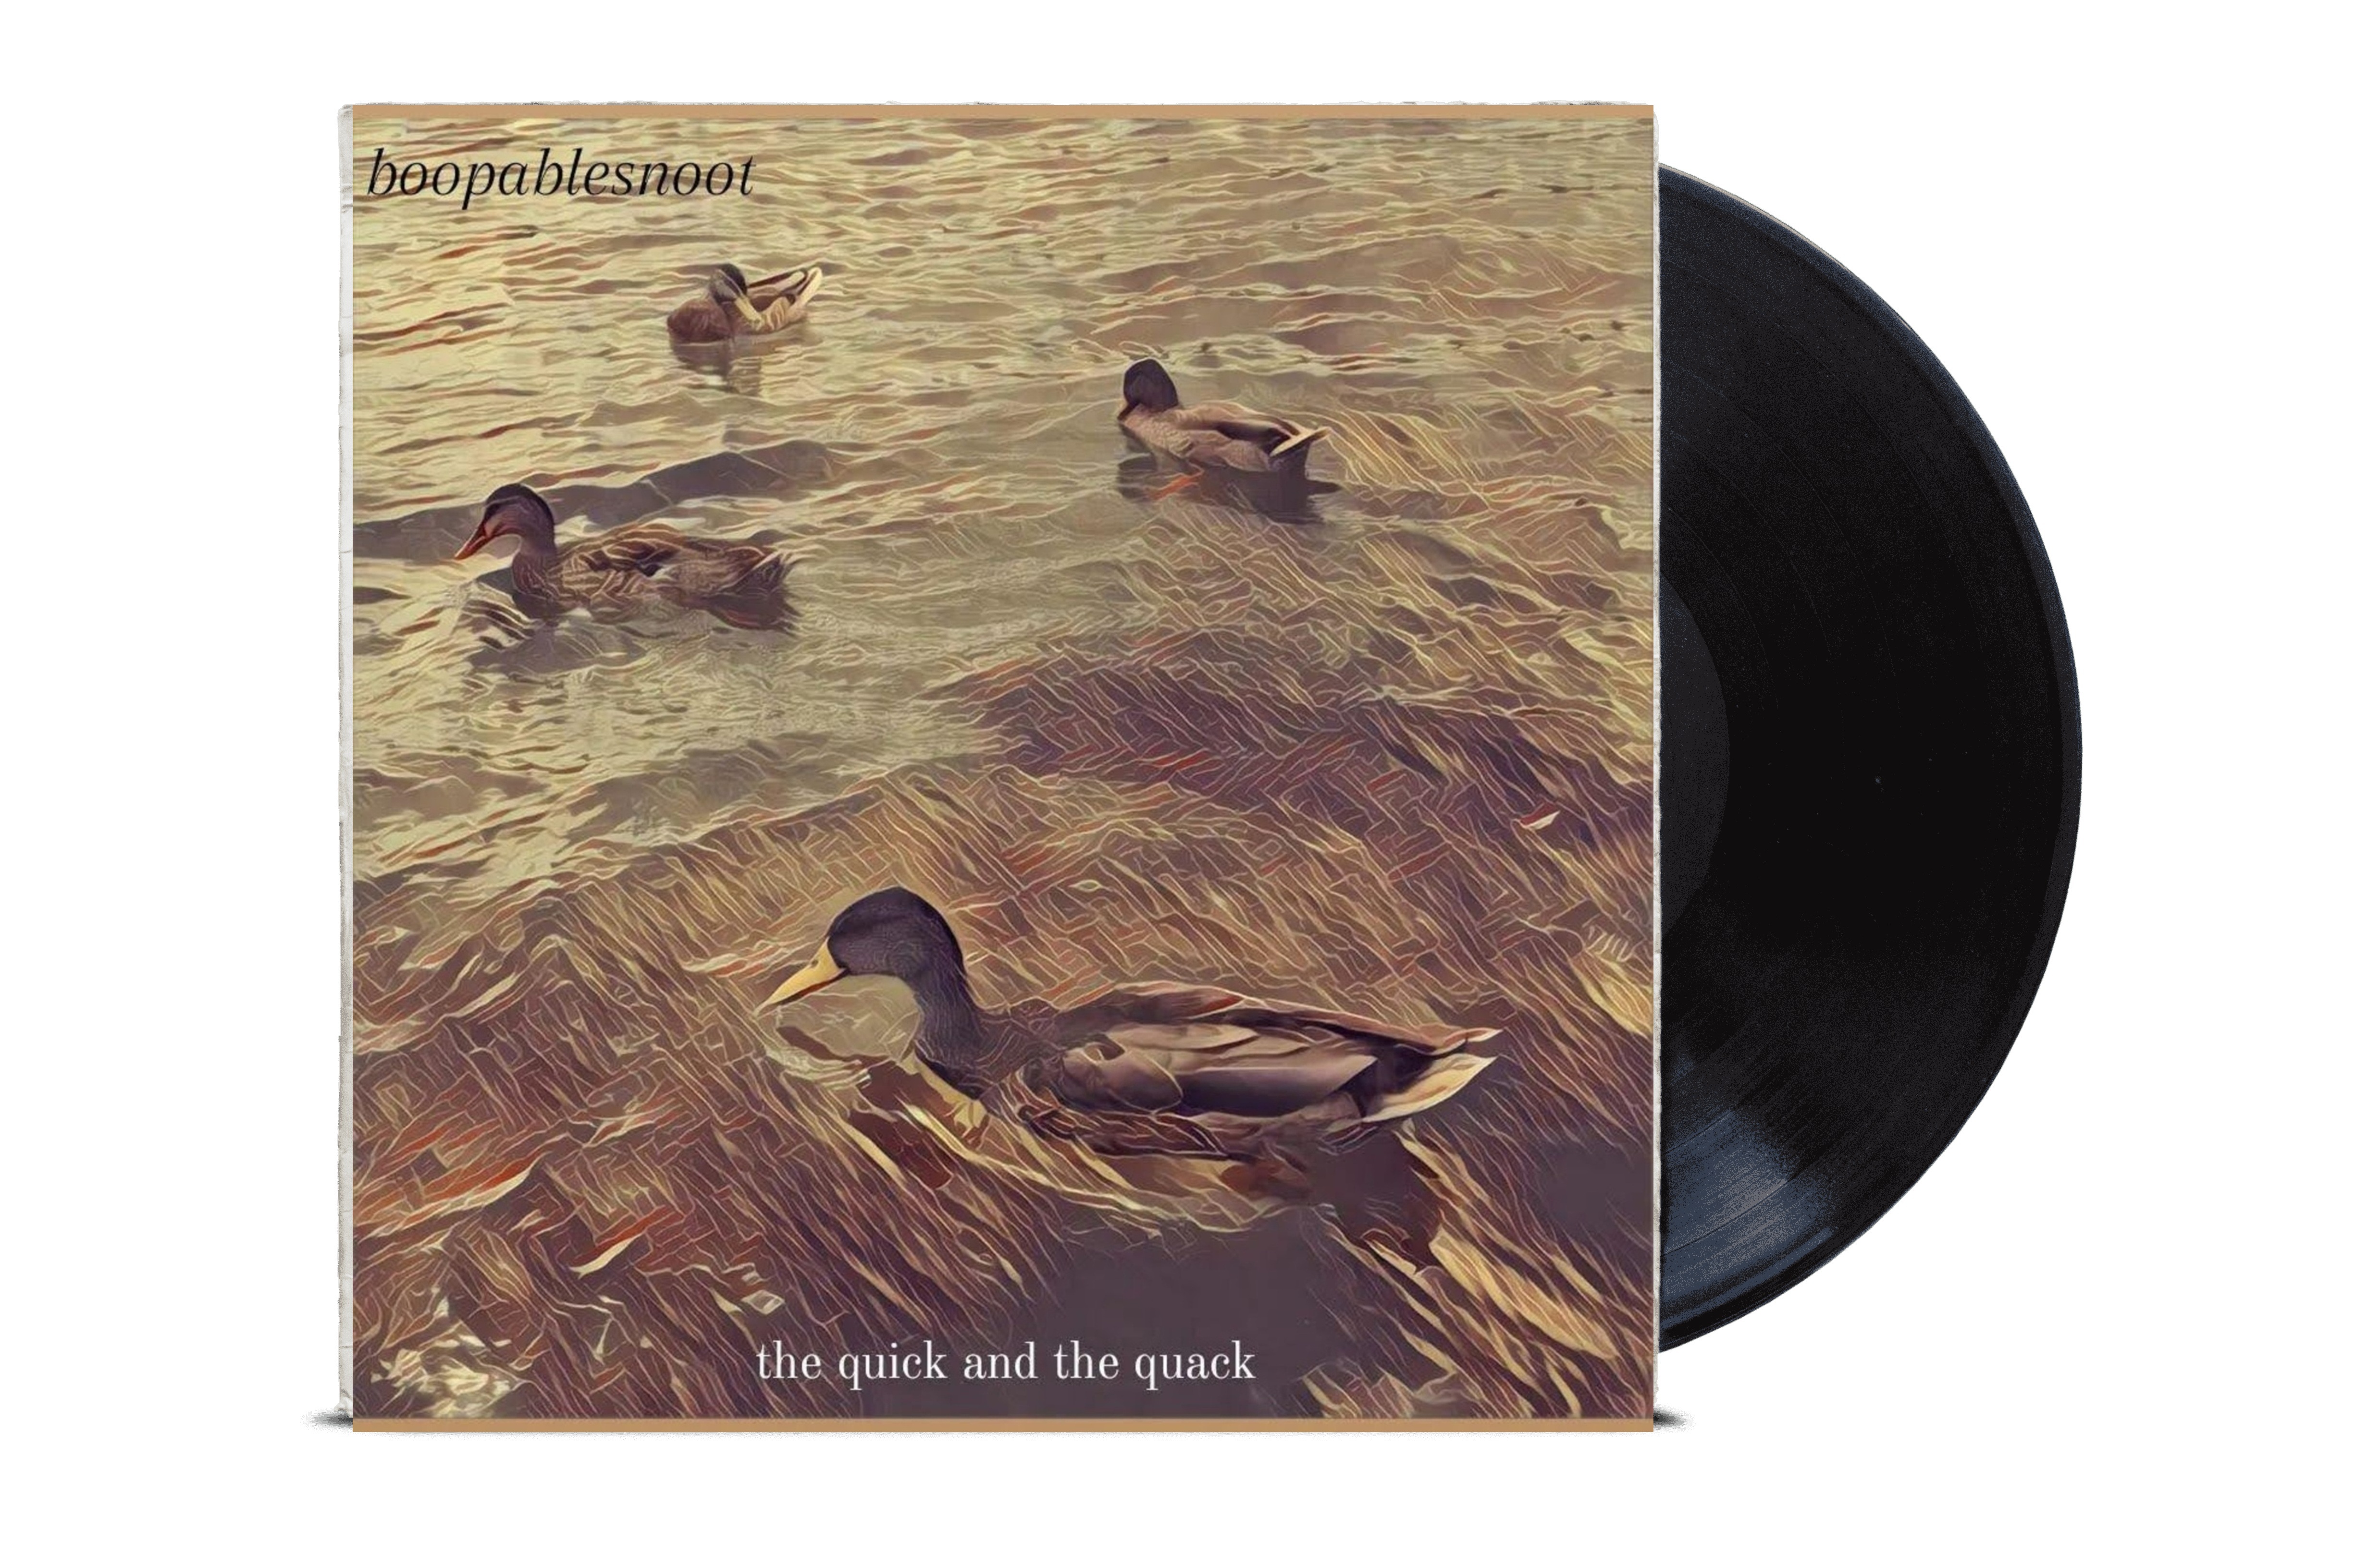 boopablesnoot
the quick and the quack